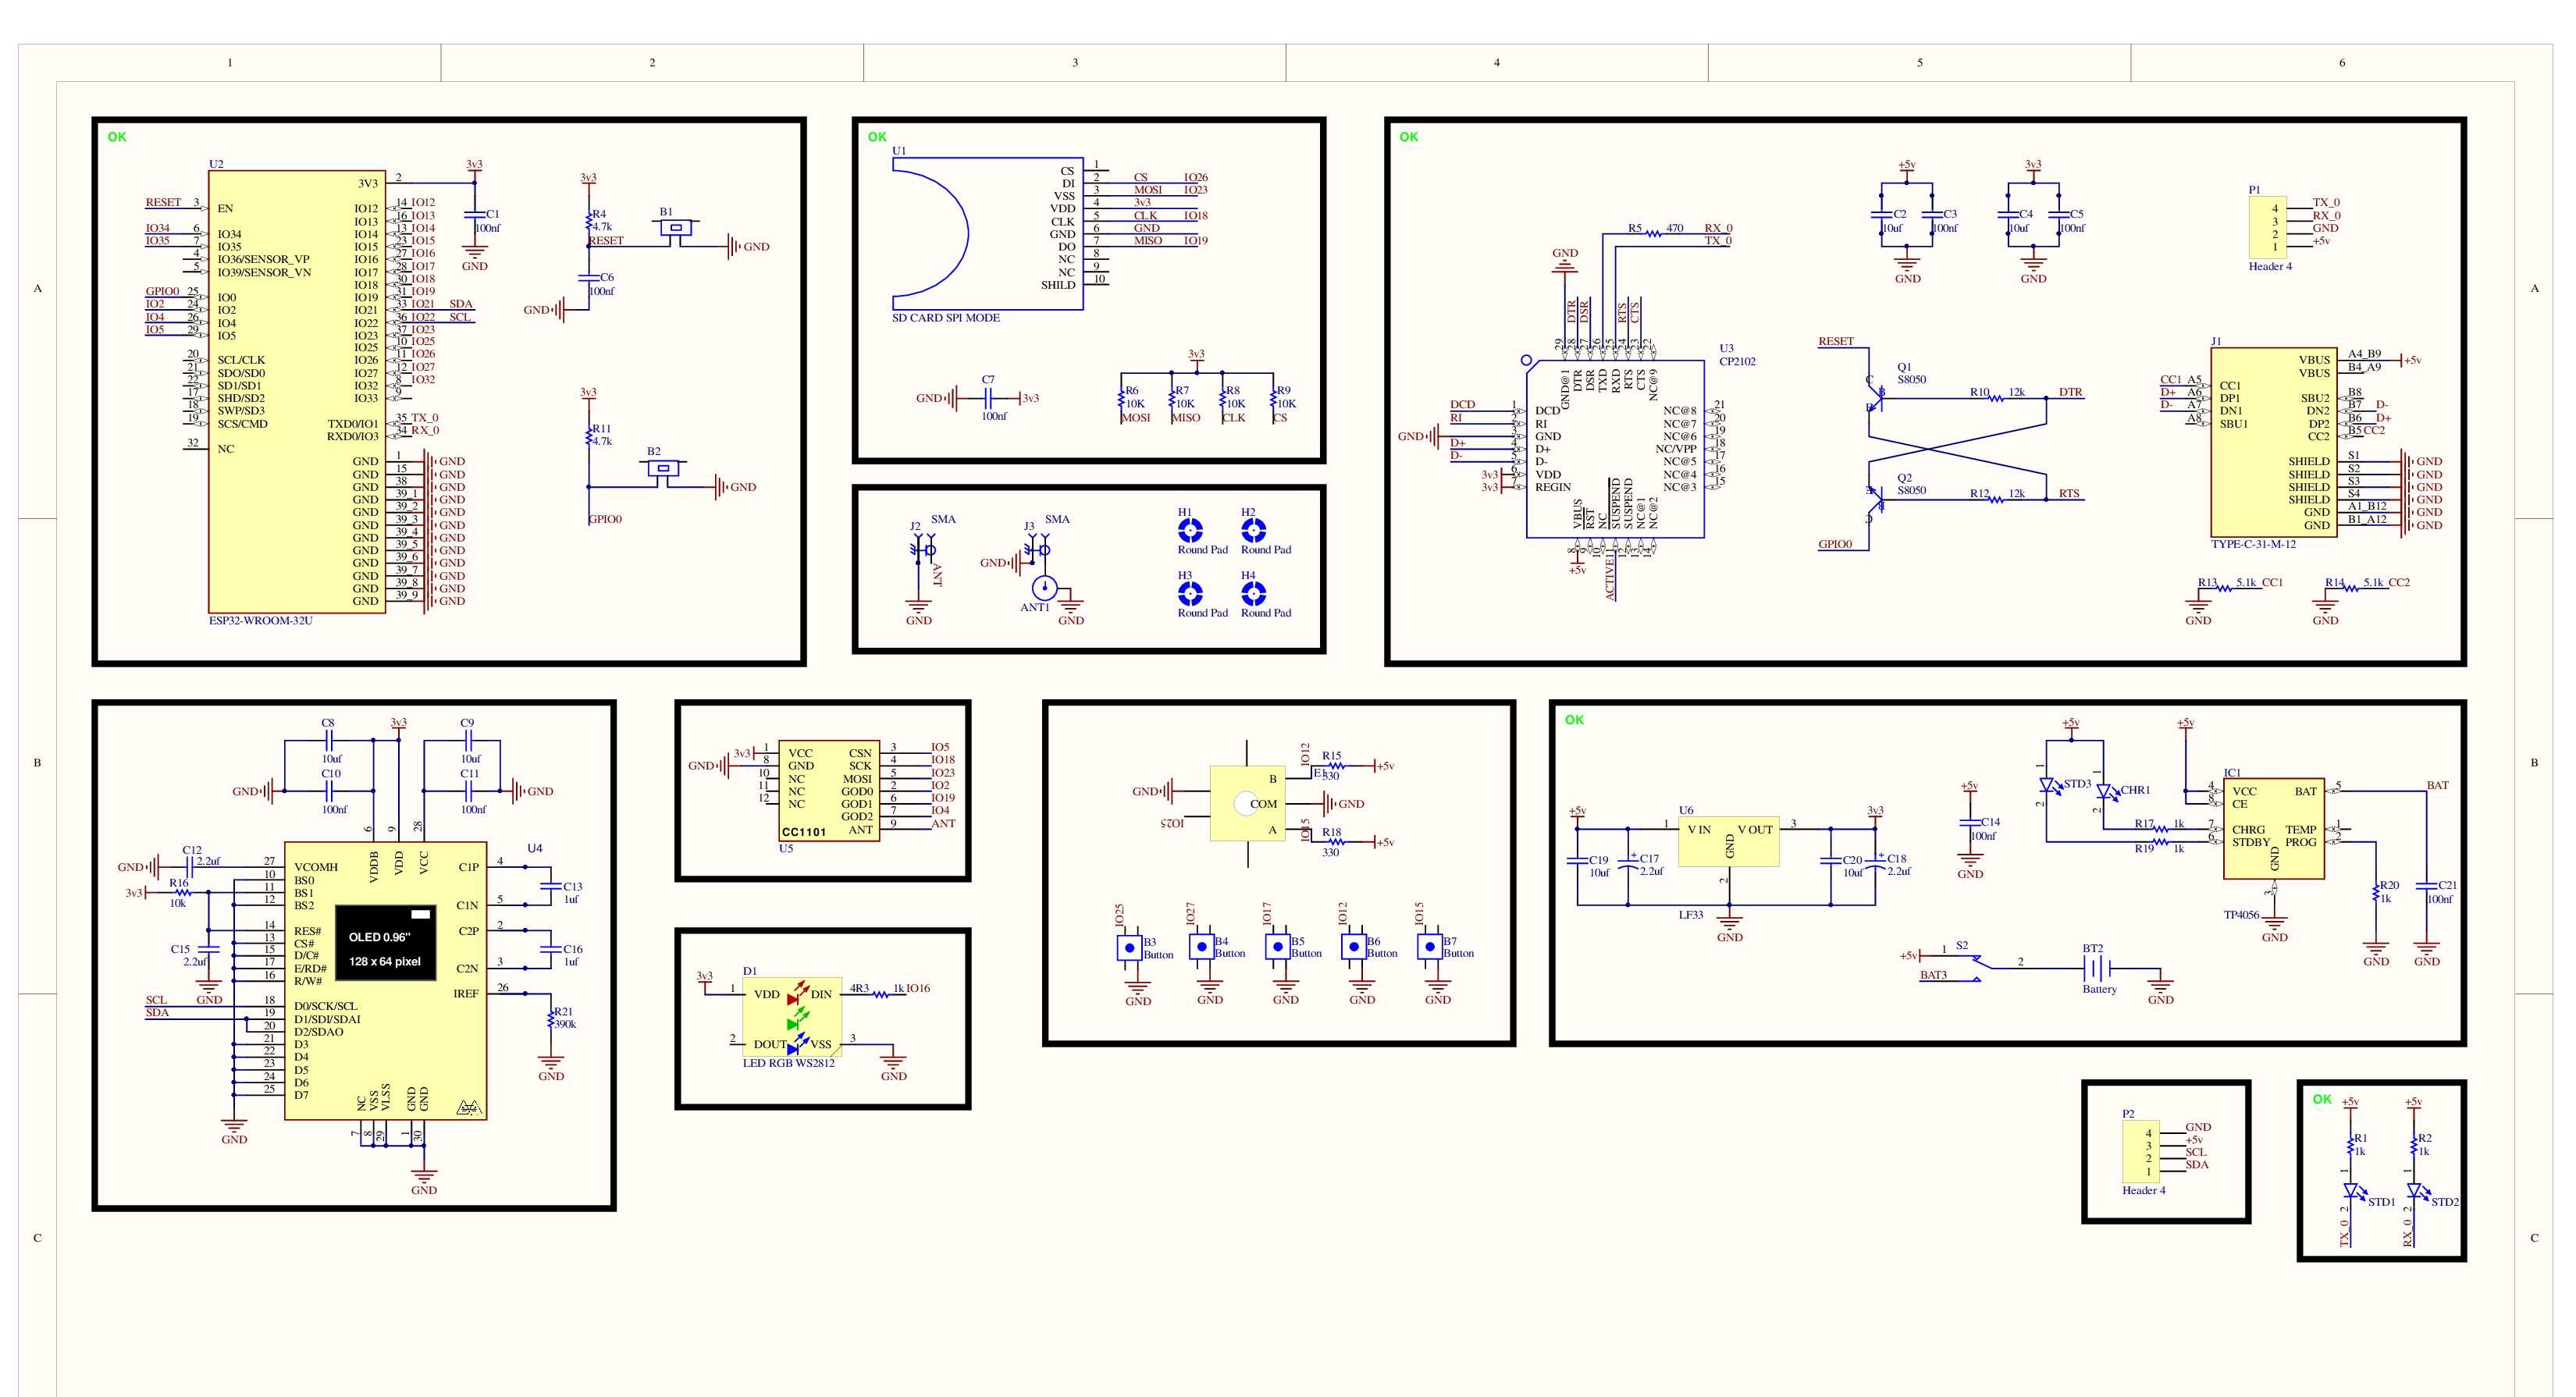 1 2 3 4 5 6
A
B
C
A
B
C
OK
U2
3V3 2
3v3
RESET 3 EN
IO34 6 IO34
IO35 7 IO35
4 IO36/SENSOR_VP
5 IO39/SENSOR_VN
GPIO0 25 IO0
IO2 24 IO2
IO4 26 IO4
IO5 29 IO5
20 SCL/CLK
21 SDO/SD0
22 SD1/SD1
17 SHD/SD2
18 SWP/SD3
19 SCS/CMD
32 NC
IO12 14 IO12
IO13 16 IO13
IO14 13 IO14
IO15 23 IO15
IO16 27 IO16
IO17 28 IO17
IO18 30 IO18
IO19 31 IO19
IO21 33 IO21 SDA
IO22 36 IO22 SCL
IO23 37 IO23
IO25 10 IO25
IO26 11 IO26
IO27 12 IO27
IO32 8 IO32
IO33 9
TXD0/IO1 35 TX_0
RXD0/IO3 34 RX_0
GND 1 GND
GND 15 GND
GND 38 GND
GND 39_1 GND
GND 39_2 GND
GND 39_3 GND
GND 39_4 GND
GND 39_5 GND
GND 39_6 GND
GND 39_7 GND
GND 39_8 GND
GND 39_9 GND
ESP32-WROOM-32U
C1
100nf
GND
3v3
R4
4.7k
RESET
B1
GND
C6
100nf
GND
3v3
R11
4.7k
B2
GND
GPIO0
OK
U1
CS 1
DI 2 CS IO26
VSS 3 MOSI IO23
VDD 4 3v3
CLK 5 CLK IO18
GND 6 GND
DO 7 MISO IO19
NC 8
NC 9
SHILD 10
SD CARD SPI MODE
GND C7 100nf 3v3
3v3
R6 10K MOSI
R7 10K MISO
R8 10K CLK
R9 10K CS
J2 SMA
ANT
GND
J3 SMA
GND
ANT1
GND
H1 Round Pad
H2 Round Pad
H3 Round Pad
H4 Round Pad
OK
R5 470 RX_0
TX_0
GND
DTR
DSR
RTS
CTS
29 28 27 26 25 24 23 22
GND@1 DTR DSR TXD RXD RTS CTS NC@9
U3
CP2102
DCD 1 DCD
RI 2 RI
GND 3 GND
D+ 4 D+
D- 5 D-
3v3 6 VDD
3v3 7 REGIN
NC@8 21
NC@7 20
NC@6 19
NC/VPP 18
NC@5 17
NC@4 16
NC@3 15
VBUS RST NC SUSPEND SUSPEND NC@1 NC@2
8 9 10 11 12 13 14
+5v
ACTIVE
+5v
C2 10uf
C3 100nf
GND
3v3
C4 10uf
C5 100nf
GND
P1
4 TX_0
3 RX_0
2 GND
1 +5v
Header 4
RESET
Q1
S8050
C
B
R10 12k DTR
Q2
S8050
R12 12k RTS
GPIO0
J1
VBUS A4_B9 +5v
VBUS B4_A9
CC1 A5 CC1
D+ A6 DP1
D- A7 DN1
A8 SBU1
SBU2 B8
DN2 B7 D-
DP2 B6 D+
CC2 B5 CC2
SHIELD S1 GND
SHIELD S2 GND
SHIELD S3 GND
SHIELD S4 GND
GND A1_B12 GND
GND B1_A12 GND
TYPE-C-31-M-12
R13 5.1k CC1
GND
R14 5.1k CC2
GND
C8
10uf
C10
100nf
GND
3v3
C9
10uf
C11
100nf
GND
6 9 28
VDDB VDD VCC
U4
GND C12 2.2uf
3v3 R16 10k
C15
2.2uf
GND
27 VCOMH
10 BS0
11 BS1
12 BS2
14 RES#
13 CS#
15 D/C#
17 E/RD#
16 R/W#
SCL 18 D0/SCK/SCL
SDA 19 D1/SDI/SDAI
20 D2/SDAO
21 D3
22 D4
23 D5
24 D6
25 D7
OLED 0.96"
128 x 64 pixel
C1P 4
C1N 5
C2P 2
C2N 3
IREF 26
C13
1uf
C16
1uf
R21
390k
GND
NC VSS VLSS GND GND
7 8 29 1 30
GND
GND
3v3 1 VCC
GND 8 GND
10 NC
11 NC
12 NC
CSN 3 IO5
SCK 4 IO18
MOSI 5 IO23
GOD0 2 IO2
GOD1 6 IO19
GOD2 7 IO4
ANT 9 ANT
CC1101
U5
D1
3v3
1 VDD DIN 4 R3 1k IO16
2 DOUT VSS 3
LED RGB WS2812
GND
IO12
R15
330
+5v
GND
B
COM GND
A
IO25
IO15
R18
330
+5v
IO25
B3
Button
GND
IO27
B4
Button
GND
IO17
B5
Button
GND
IO12
B6
Button
GND
IO15
B7
Button
GND
OK
+5v
U6
1 V IN V OUT 3
GND
2
3v3
C19
10uf
C17
2.2uf
C20
10uf
C18
2.2uf
LF33
GND
+5v
C14
100nf
GND
+5v
1 STD3 2
1 CHR1 2
R17 1k
R19 1k
+5v
IC1
4 VCC
8 CE
7 CHRG
6 STDBY
BAT 5 BAT
TEMP 1
PROG 2
GND
3
TP4056
GND
R20
1k
GND
C21
100nf
GND
+5v 1 S2
BAT 3
2
BT2
Battery
GND
P2
4 GND
3 +5v
2 SCL
1 SDA
Header 4
OK
+5v
R1
1k
1
STD1
2
TX_0
+5v
R2
1k
1
STD2
2
RX_0